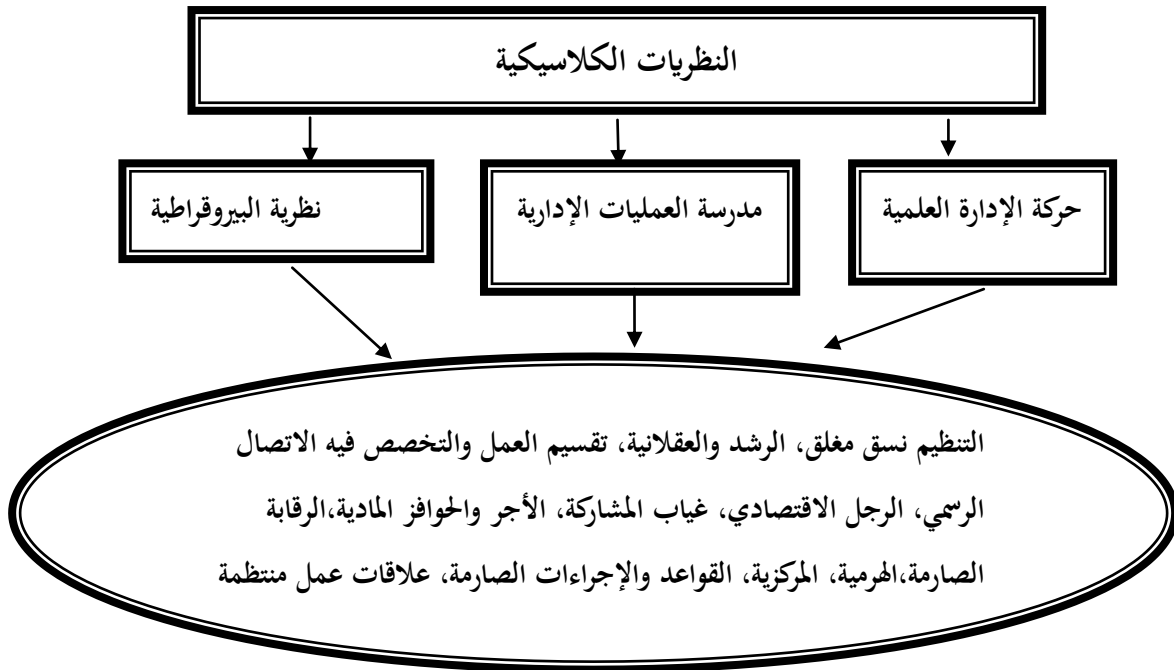 النظريات الكلاسيكية
حركة الإدارة العلمية
مدرسة العمليات الإدارية
نظرية البيروقراطية
التنظيم نسق مغلق، الرشد والعقلانية، تقسيم العمل والتخصص فيه الاتصال
الرسمي، الرجل الاقتصادي، غياب المشاركة، الأجر والحوافز المادية،الرقابة
الصارمة،الهرمية، المركزية، القواعد والإجراءات الصارمة، علاقات عمل منتظمة